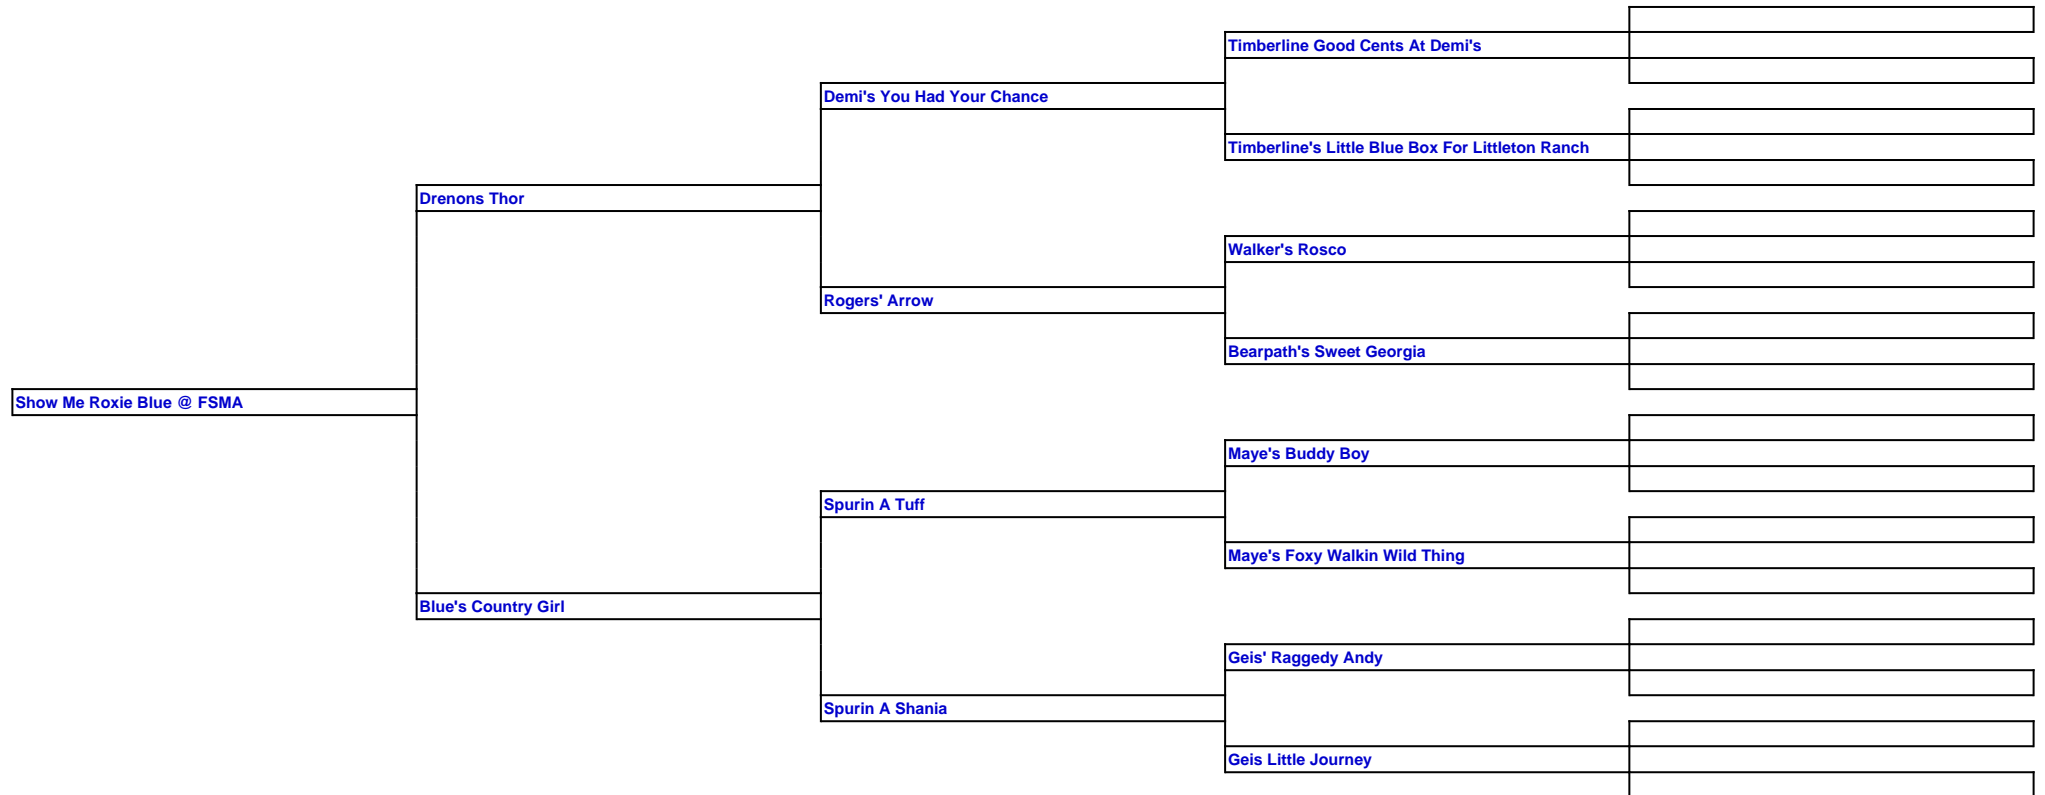 Timberline Good Cents At Demi's
Demi's You Had Your Chance
Timberline's Little Blue Box For Littleton Ranch
Drenons Thor
Walker's Rosco
Rogers' Arrow
Bearpath's Sweet Georgia
Show Me Roxie Blue @ FSMA
Maye's Buddy Boy
Spurin A Tuff
Maye's Foxy Walkin Wild Thing
Blue's Country Girl
Geis' Raggedy Andy
Spurin A Shania
Geis Little Journey